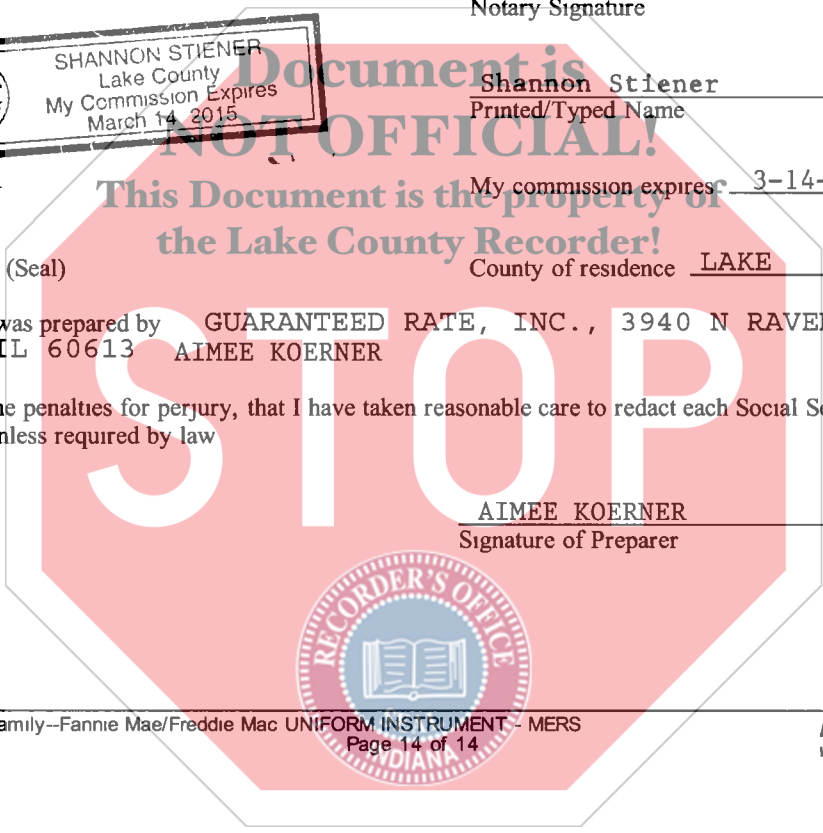 Notary Signature
SHANNON STIENER
Lake County
My Commission Expires
March 14, 2015
Document is
Shannon Stiener
Printed/Typed Name
NOT OFFICIAL!
This Document is the property of
My commission expires 3-14-
the Lake County Recorder!
(Seal)
County of residence LAKE
was prepared by GUARANTEED RATE, INC., 3940 N RAVE
IL 60613 AIMEE KOERNER
penalties for perjury, that I have taken reasonable care to redact each Social
required by law
STOP
AIMEE KOERNER
Signature of Preparer
RECORDER'S OFFICE
INDIANA
amily--Fannie Mae/Freddie Mac UNIFORM INSTRUMENT - MERS
Page 14 of 14